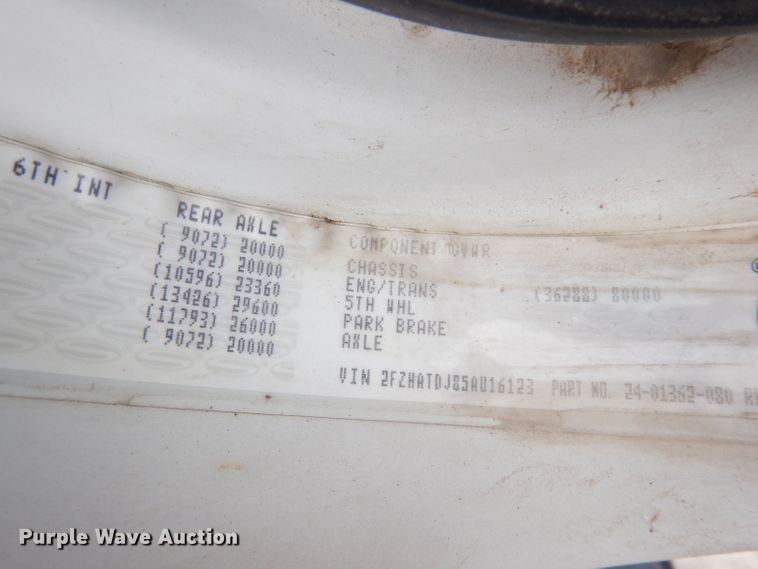 6TH INT
REAR AXLE
( 9072) 20000
( 9072) 20000
(10596) 23360
(13426) 29600
(11793) 26000
( 9072) 20000
COMPONENT GVWR
CHASSIS
ENG/TRANS (36288) 80000
5TH WHL
PARK BRAKE
AXLE
VIN 2FZHATDJ85AU16123 PART NO. 24-01362-080
Purple Wave Auction